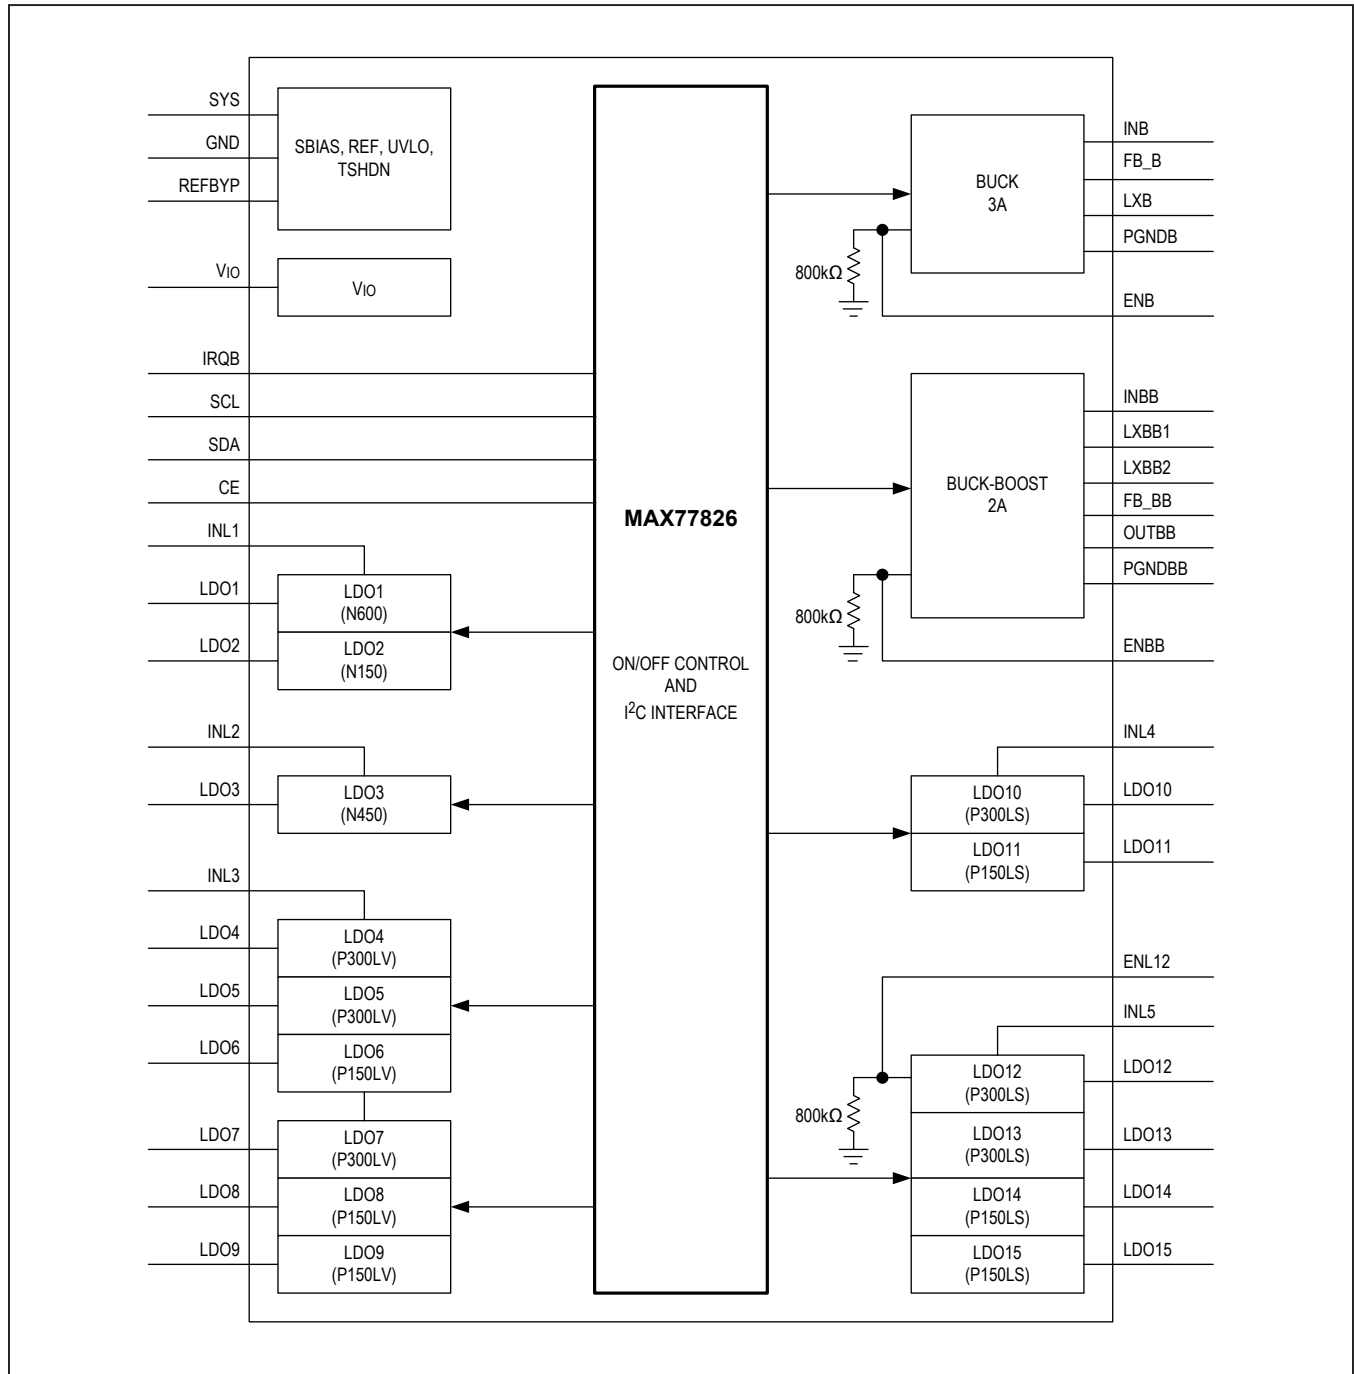 SYS
GND
REFBYP
SBIAS, REF, UVLO,
TSHDN
VIO
VIO
IRQB
SCL
SDA
CE
INL1
LDO1
LDO2
LDO1
(N600)
LDO2
(N150)
INL2
LDO3
LDO3
(N450)
INL3
LDO4
LDO5
LDO6
LDO4
(P300LV)
LDO5
(P300LV)
LDO6
(P150LV)
LDO7
LDO8
LDO9
LDO7
(P300LV)
LDO8
(P150LV)
LDO9
(P150LV)
MAX77826
ON/OFF CONTROL
AND
I2C INTERFACE
BUCK
3A
800kΩ
INB
FB_B
LXB
PGNDB
ENB
BUCK-BOOST
2A
800kΩ
INBB
LXBB1
LXBB2
FB_BB
OUTBB
PGNDBB
ENBB
INL4
LDO10
(P300LS)
LDO11
(P150LS)
LDO10
LDO11
ENL12
INL5
800kΩ
LDO12
(P300LS)
LDO13
(P300LS)
LDO14
(P150LS)
LDO15
(P150LS)
LDO12
LDO13
LDO14
LDO15